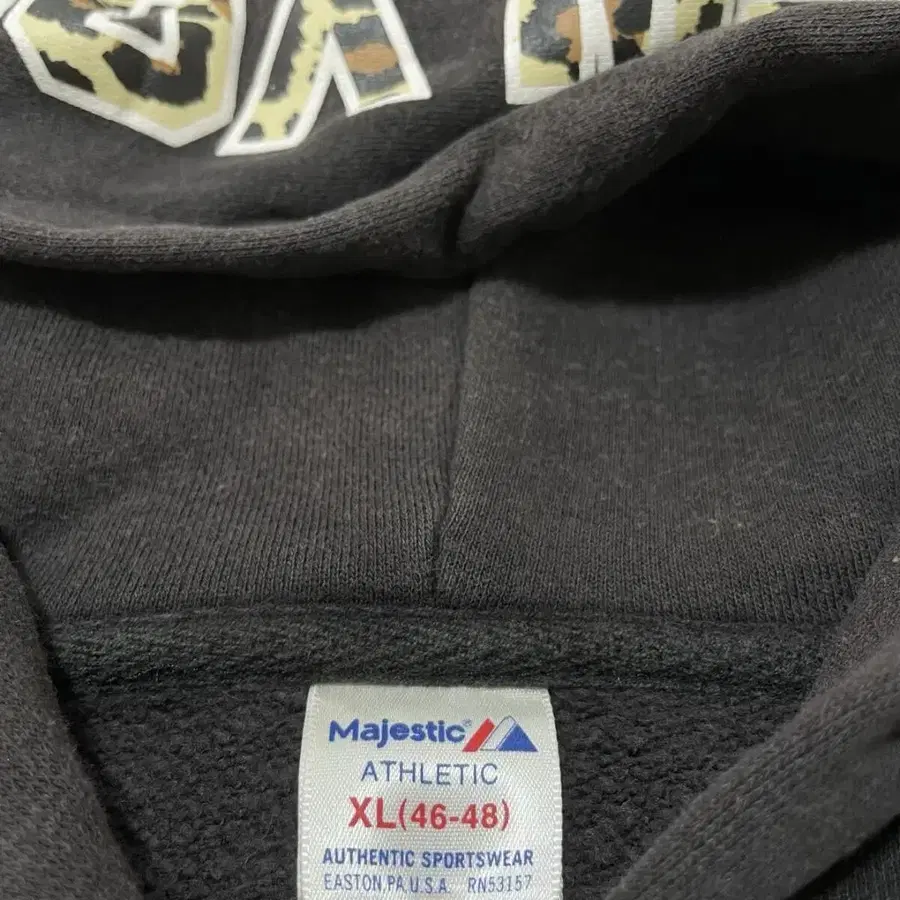 Majestic®
ATHLETIC
XL(46-48)
AUTHENTIC SPORTSWEAR
EASTON,PA,U.S.A. RN53157